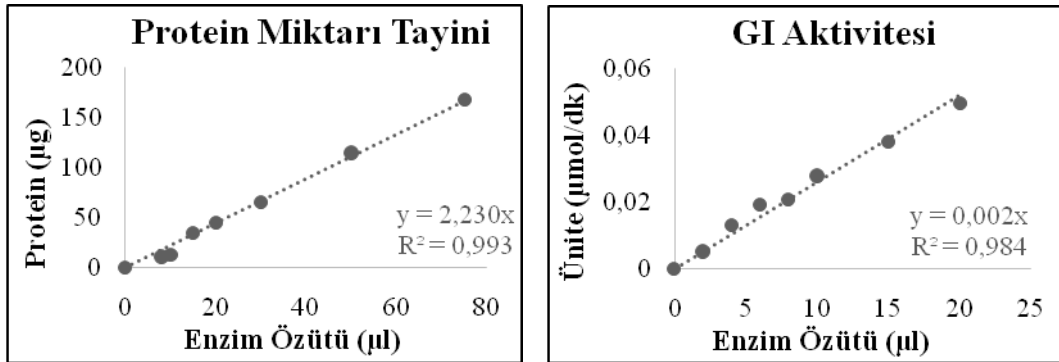 Protein Miktarı Tayini
200
150
100
50
0
0 20 40 60 80
Protein (µg)
Enzim Özütü (µl)
y = 2,230x
R² = 0,993
GI Aktivitesi
0,06
0,04
0,02
0
0 5 10 15 20 25
Ünite (µmol/dk)
Enzim Özütü (µl)
y = 0,002x
R² = 0,984